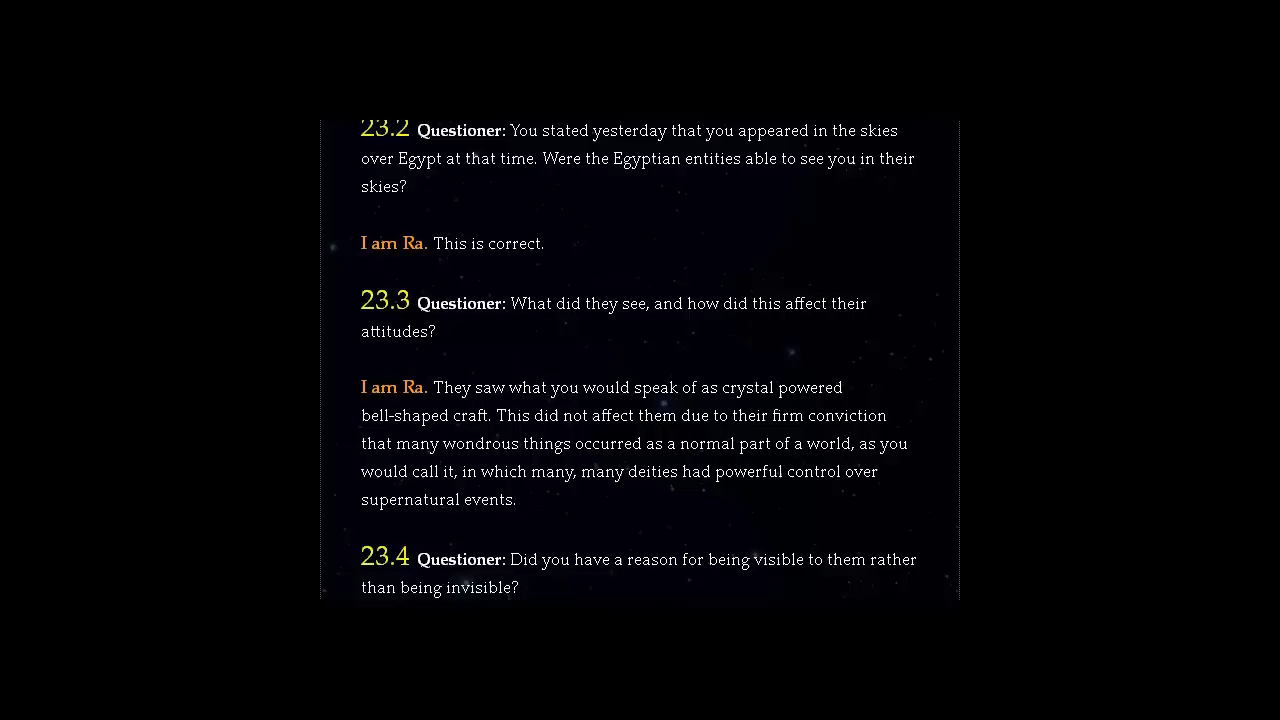 23.2 Questioner: You stated yesterday that you appeared in the skies
over Egypt at that time. Were the Egyptian entities able to see you in their
skies?
I am Ra. This is correct.
23.3 Questioner: What did they see, and how did this affect their
attitudes?
I am Ra. They saw what you would speak of as crystal powered
bell-shaped craft. This did not affect them due to their firm conviction
that many wondrous things occurred as a normal part of a world, as you
would call it, in which many, many deities had powerful control over
supernatural events.
23.4 Questioner: Did you have a reason for being visible to them rather
than being invisible?